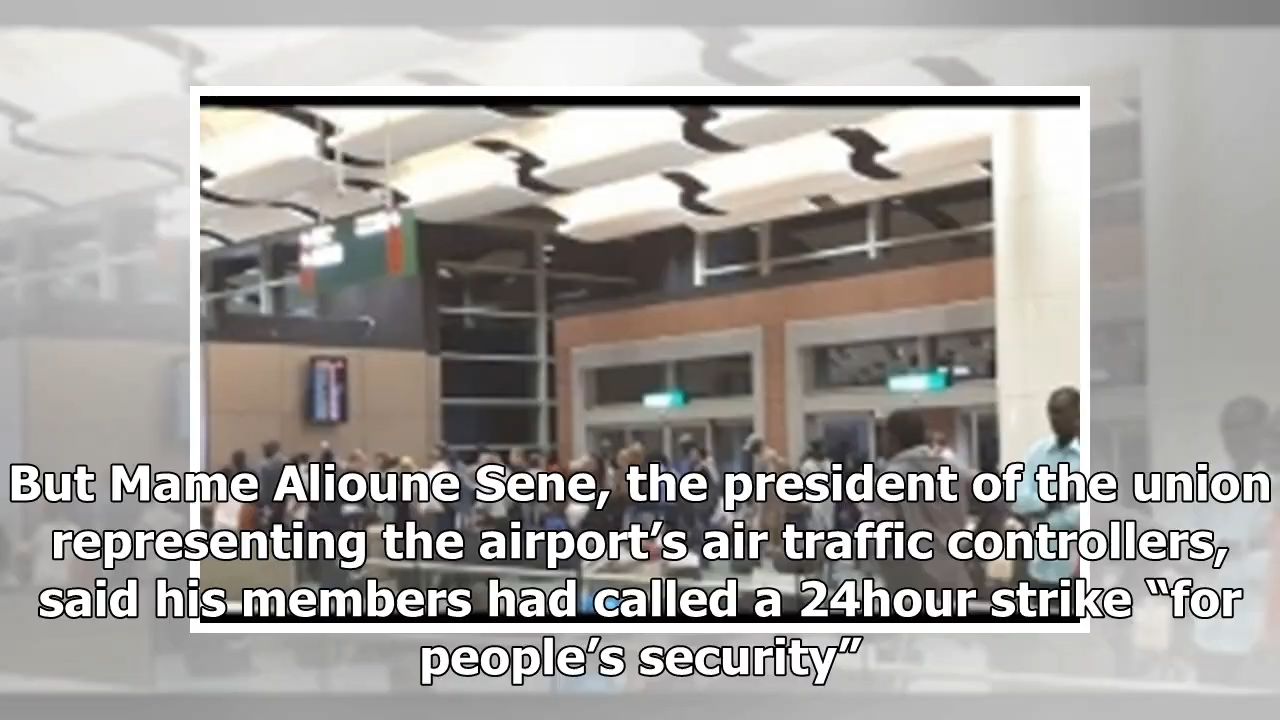 But Mame Alioune Sene, the president of the union
representing the airport’s air traffic controllers,
said his members had called a 24hour strike “for
people’s security”